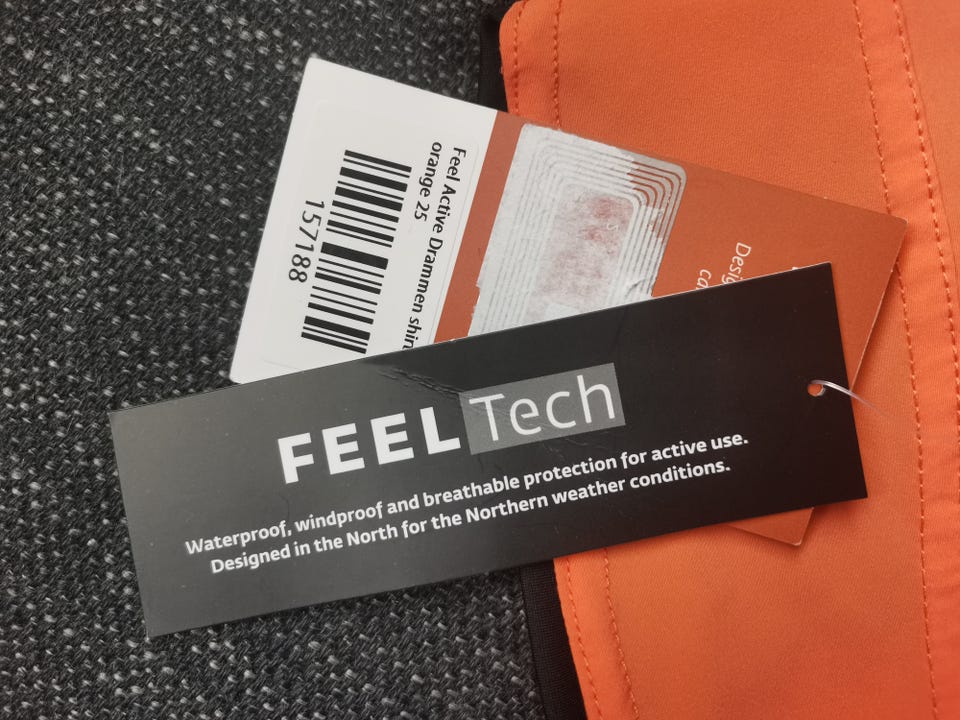 Feel Active Drammen
orange 25
157188
FEEL Tech
Waterproof, windproof and breathable protection for active use.
Designed in the North for the Northern weather conditions.